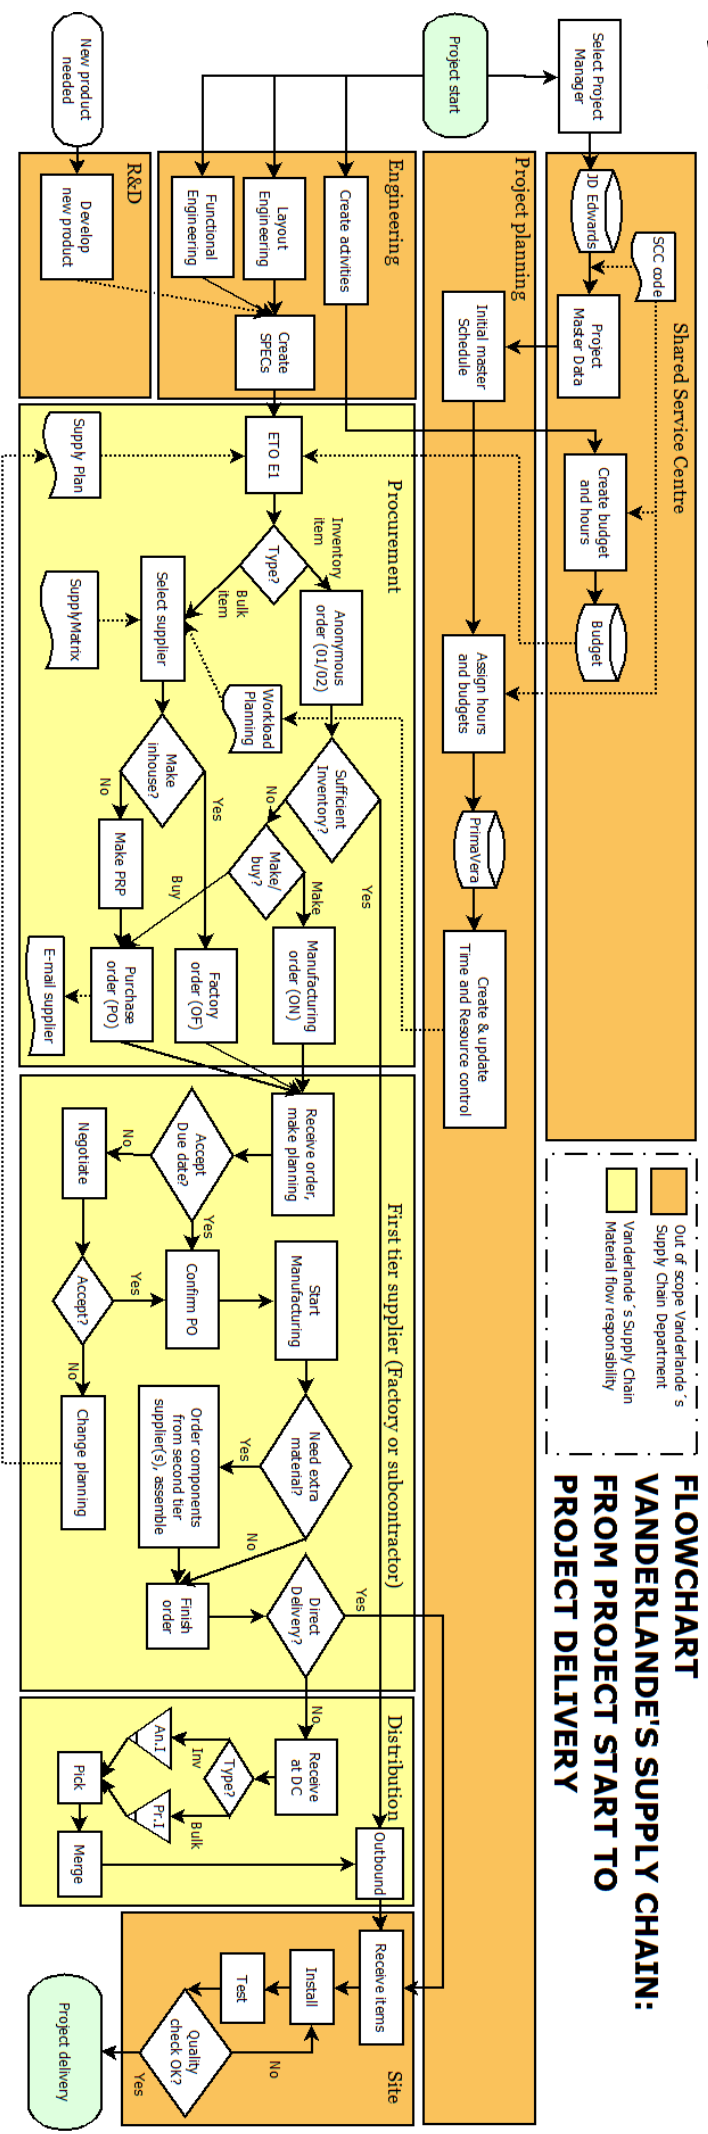 FLOWCHART
VANDERLANDE'S SUPPLY CHAIN:
FROM PROJECT START TO
PROJECT DELIVERY
Out of scope Vanderlande´s
Supply Chain Department
Vanderlande´s Supply Chain
Material flow responsibility
Select Project
Manager
Project start
New product
needed
Shared Service Centre
JD Edwards
SCC code
Project
Master Data
Create budget
and hours
Budget
Project planning
Initial master
Schedule
Assign hours
and budgets
PrimaVera
Create & update
Time and Resource control
Engineering
Create activities
Layout
Engineering
Functional
Engineering
Create
SPECs
R&D
Develop
new product
Procurement
ETO E1
Supply Plan
Type?
Inventory
item
Bulk
item
Anonymous
order (01/02)
Select supplier
SupplyMatrix
Workload
Planning
Sufficient
Inventory?
Yes
No
Make
inhouse?
Yes
No
Make/
buy?
Make
Buy
Make PRP
Manufacturing
order (ON)
Factory
order (OF)
Purchase
order (PO)
E-mail supplier
First tier supplier (Factory or subcontractor)
Receive order,
make planning
Accept
Due date?
No
Yes
Negotiate
Confirm PO
Accept?
Yes
No
Start
Manufacturing
Change planning
Need extra
material?
Yes
No
Order components
from second tier
supplier(s), assemble
Finish
order
Direct
Delivery?
Yes
No
Distribution
Receive
at DC
Type?
Inv
Bulk
An.I
Pr.I
Pick
Merge
Outbound
Site
Receive items
Install
Test
Quality
check OK?
No
Yes
Project delivery